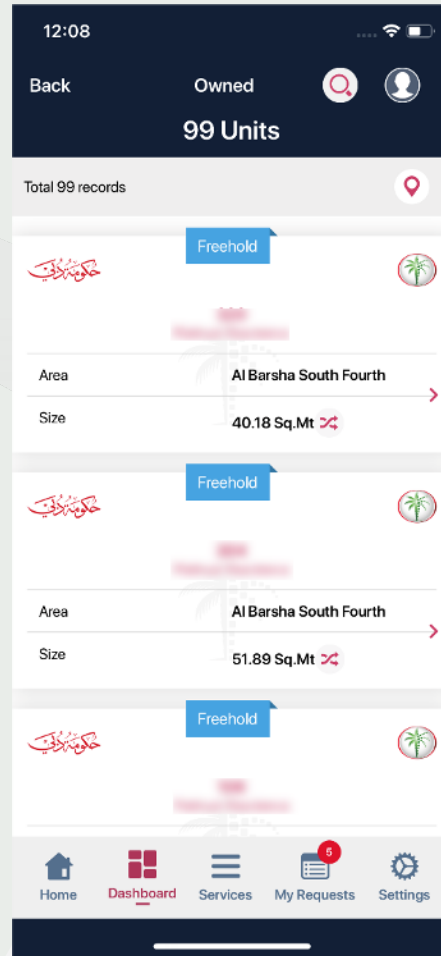 12:08
Back Owned
99 Units
Total 99 records
Freehold
حكومة دبي
Area Al Barsha South Fourth
Size 40.18 Sq.Mt
Freehold
حكومة دبي
Area Al Barsha South Fourth
Size 51.89 Sq.Mt
Freehold
حكومة دبي
5
Home Dashboard Services My Requests Settings